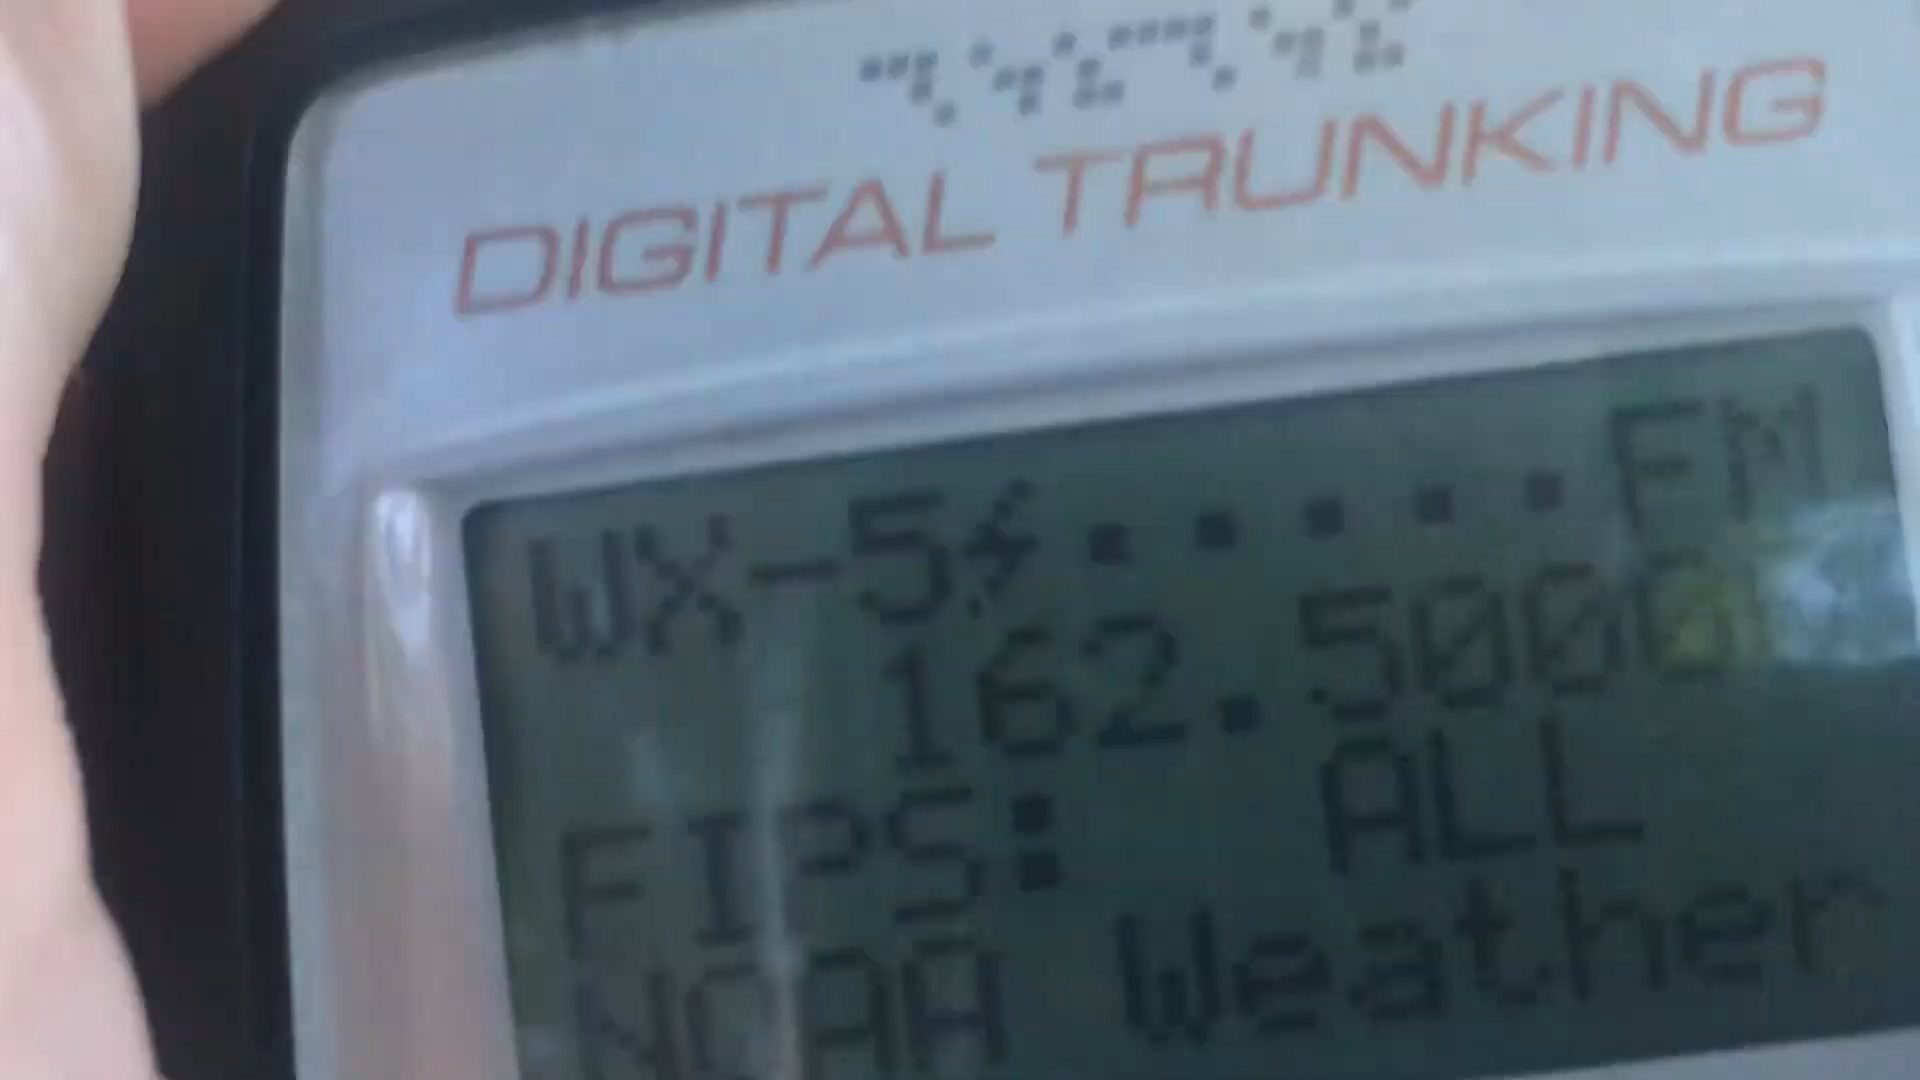 DIGITAL TRUNKING
WX-5⚡.....FM
162.5000
FIPS: ALL
NOAA Weather